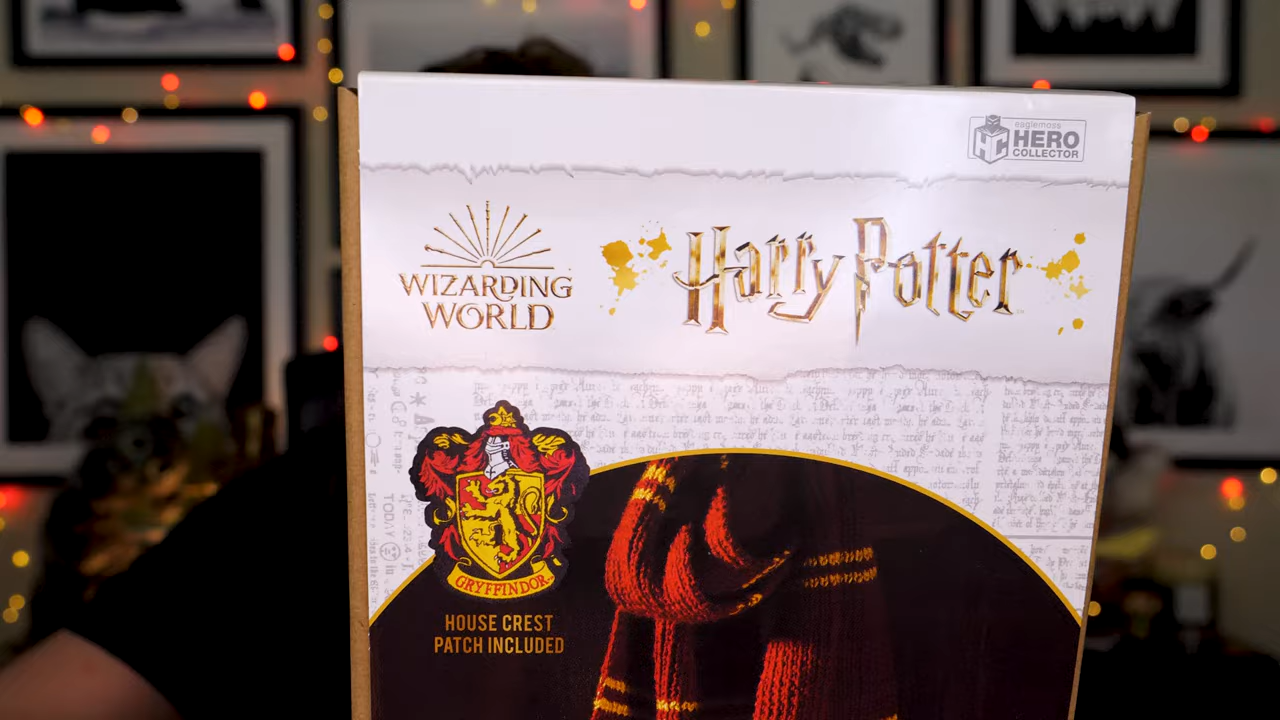 eaglemoss
HERO
COLLECTOR
WIZARDING
WORLD
Harry Potter
GRYFFINDOR
HOUSE CREST
PATCH INCLUDED